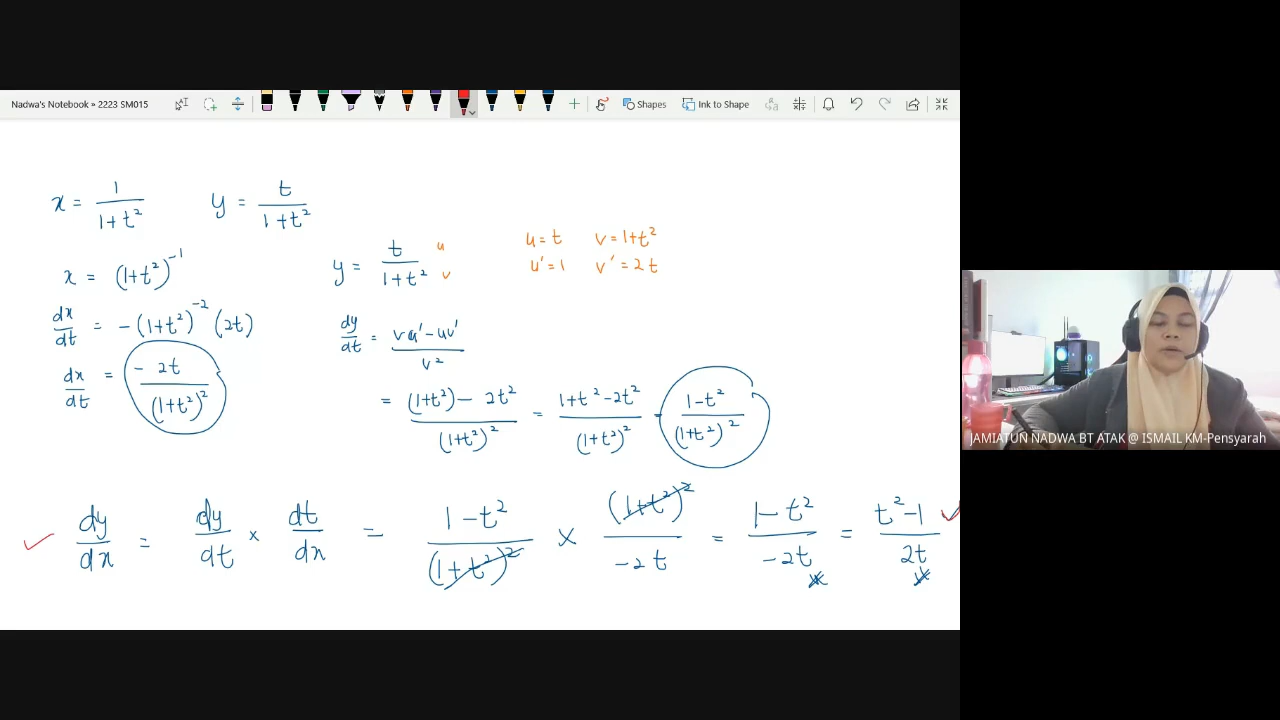 Nadwa's Notebook » 2223 SM015
Shapes
Ink to Shape
x = 1/(1+t²)    y = t/(1+t²)
x = (1+t²)⁻¹
dx/dt = -(1+t²)⁻² (2t)
dx/dt = -2t/(1+t²)²
y = t/(1+t²)  u  v
u = t    v = 1+t²
u' = 1    v' = 2t
dy/dt = (vu' - uv')/v²
= ((1+t²) - 2t²)/(1+t²)² = (1+t²-2t²)/(1+t²)² = (1-t²)/(1+t²)²
dy/dx = dy/dt × dt/dx = (1-t²)/(1+t²)² × (1+t²)²/(-2t) = (1-t²)/(-2t) = (t²-1)/(2t)
JAMIATUN NADWA BT ATAK @ ISMAIL KM-Pensyarah